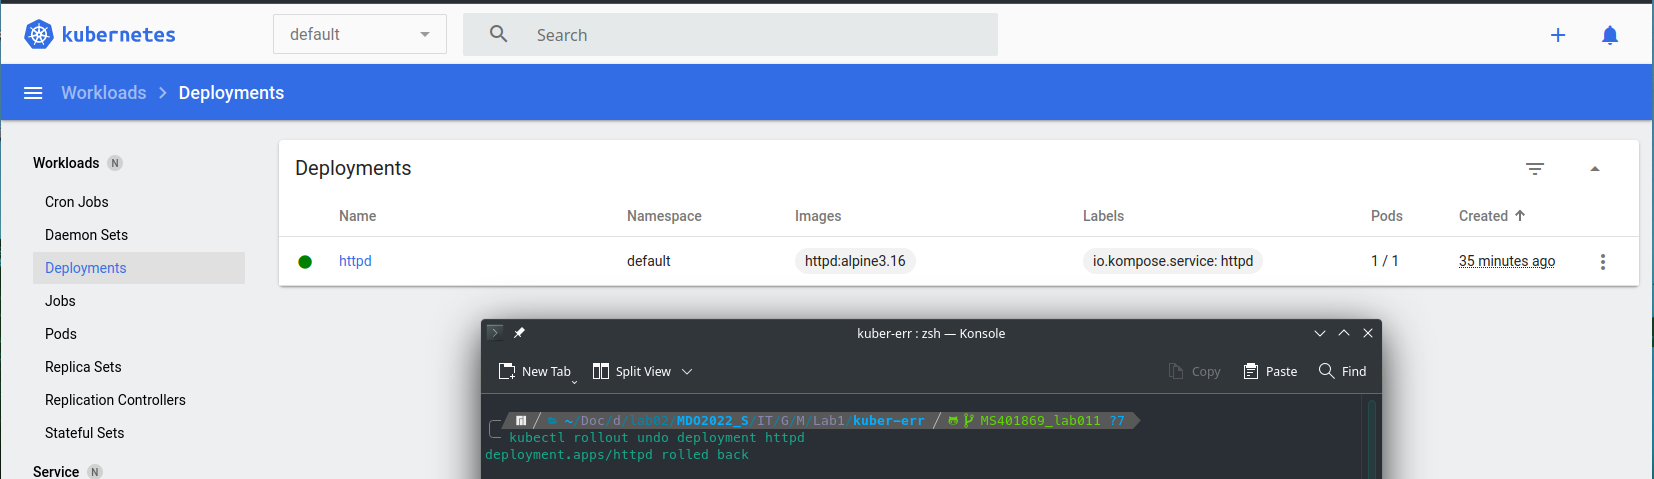 kubernetes
default
Search
Workloads > Deployments
Workloads N
Cron Jobs
Daemon Sets
Deployments
Jobs
Pods
Replica Sets
Replication Controllers
Stateful Sets
Service N
Deployments
Name Namespace Images Labels Pods Created
httpd default httpd:alpine3.16 io.kompose.service: httpd 1 / 1 35 minutes ago
kuber-err : zsh — Konsole
New Tab Split View Copy Paste Find
~/Doc/d/lab02/MDO2022_S/IT/G/M/Lab1/kuber-err MS401869_lab011 ?7
kubectl rollout undo deployment httpd
deployment.apps/httpd rolled back